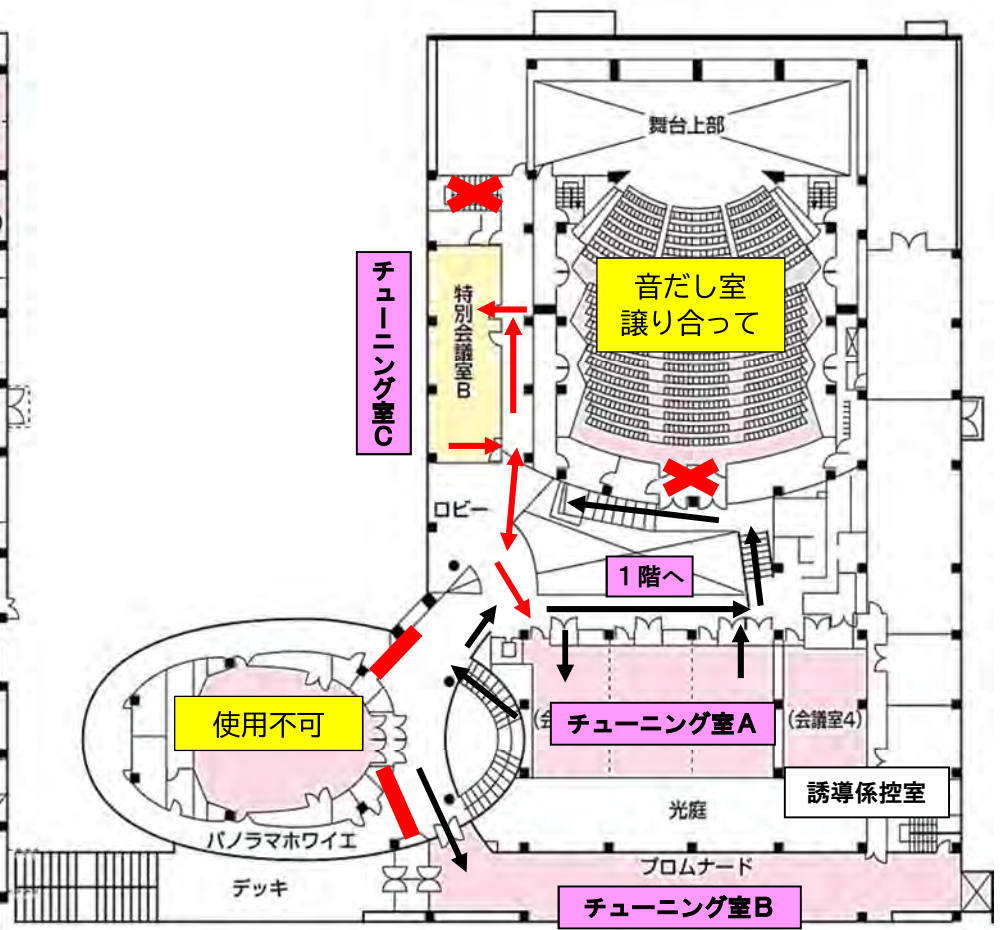 舞台上部
チューニング室C
特別会議室B
音だし室
譲り合って
ロビー
1階へ
使用不可
(会
チューニング室A
(会議室4)
誘導係控室
光庭
パノラマホワイエ
プロムナード
デッキ
チューニング室B